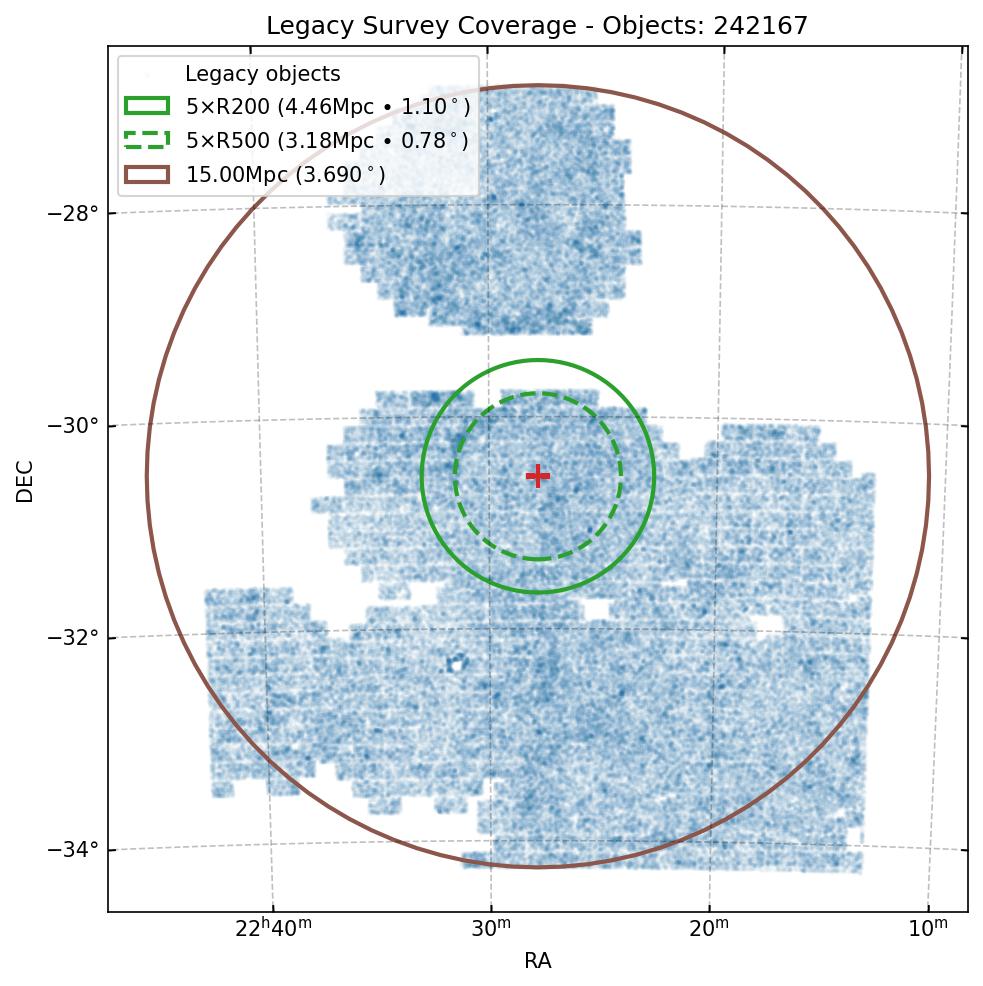 Legacy Survey Coverage - Objects: 242167
Legacy objects
5×R200 (4.46Mpc • 1.10°)
5×R500 (3.18Mpc • 0.78°)
15.00Mpc (3.690°)
−28°
−30°
−32°
−34°
DEC
22ʰ40ᵐ
30ᵐ
20ᵐ
10ᵐ
RA